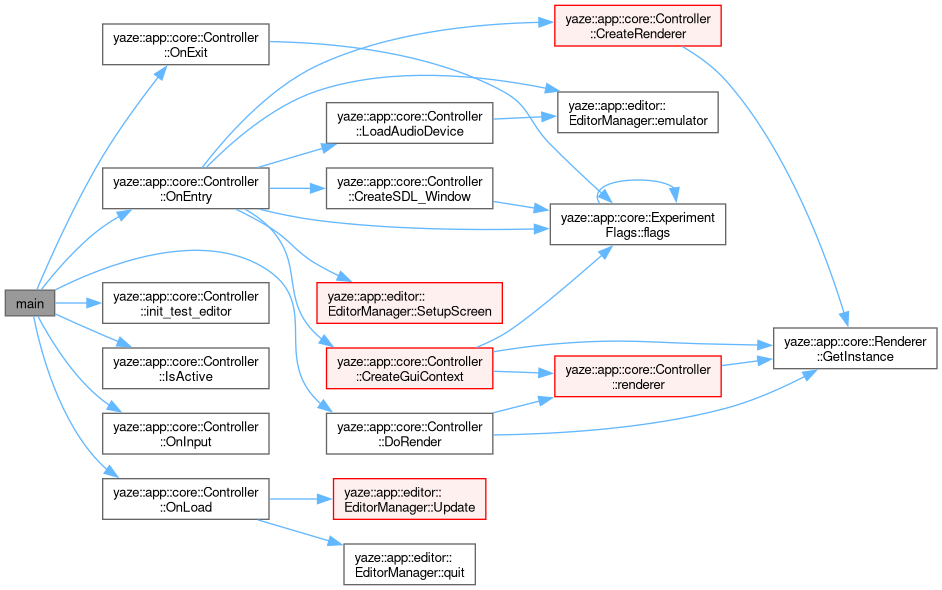 yaze::app::core::Controller
::OnExit
yaze::app::core::Controller
::CreateRenderer
yaze::app::editor::
EditorManager::emulator
yaze::app::core::Controller
::LoadAudioDevice
yaze::app::core::Controller
::OnEntry
yaze::app::core::Controller
::CreateSDL_Window
yaze::app::core::Experiment
Flags::flags
main
yaze::app::core::Controller
::init_test_editor
yaze::app::editor::
EditorManager::SetupScreen
yaze::app::core::Renderer
::GetInstance
yaze::app::core::Controller
::IsActive
yaze::app::core::Controller
::CreateGuiContext
yaze::app::core::Controller
::renderer
yaze::app::core::Controller
::OnInput
yaze::app::core::Controller
::DoRender
yaze::app::core::Controller
::OnLoad
yaze::app::editor::
EditorManager::Update
yaze::app::editor::
EditorManager::quit